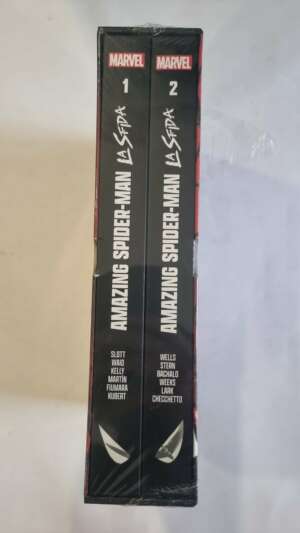 MARVEL
1
AMAZING SPIDER-MAN LA SFIDA
SLOTT
WAID
KELLY
MARTÍN
FIUMARA
KUBERT
MARVEL
2
AMAZING SPIDER-MAN LA SFIDA
WELLS
STERN
BACHALO
WEEKS
LARK
CHECCHETTO